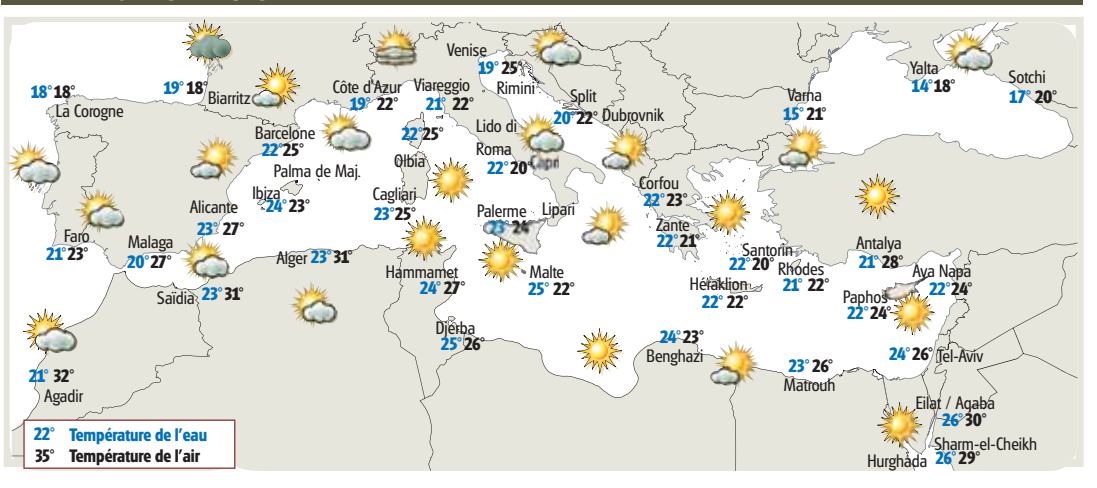 Venise
19° 25°
Rimini
Yalta
14° 18°
Sotchi
17° 20°
18° 18°
La Corogne
19° 18°
Biarritz
Côte d'Azur
19° 22°
Viareggio
21° 22°
Split
20° 22°
Dubrovnik
Varna
15° 21°
Barcelone
22° 25°
22° 25°
Olbia
Lido di
Roma
22° 20°
Capri
Palma de Maj.
Ibiza
24° 23°
Cagliari
23° 25°
Corfou
22° 23°
Alicante
23° 27°
Palerme
23° 24°
Lipari
Zante
22° 21°
Faro
21° 23°
Malaga
20° 27°
Alger 23° 31°
Santorin
22° 20°
Antalya
21° 28°
Hammamet
24° 27°
Malte
25° 22°
Héraklion
22° 22°
Rhodes
21° 22°
Aya Napa
22° 24°
Saïdia 23° 31°
Paphos
22° 24°
Djerba
25° 26°
24° 23°
Benghazi
24° 26° Tel-Aviv
23° 26°
Matrouh
21° 32°
Agadir
Eilat / Aqaba
26° 30°
Sharm-el-Cheikh
Hurghada 26° 29°
22° Température de l'eau
35° Température de l'air